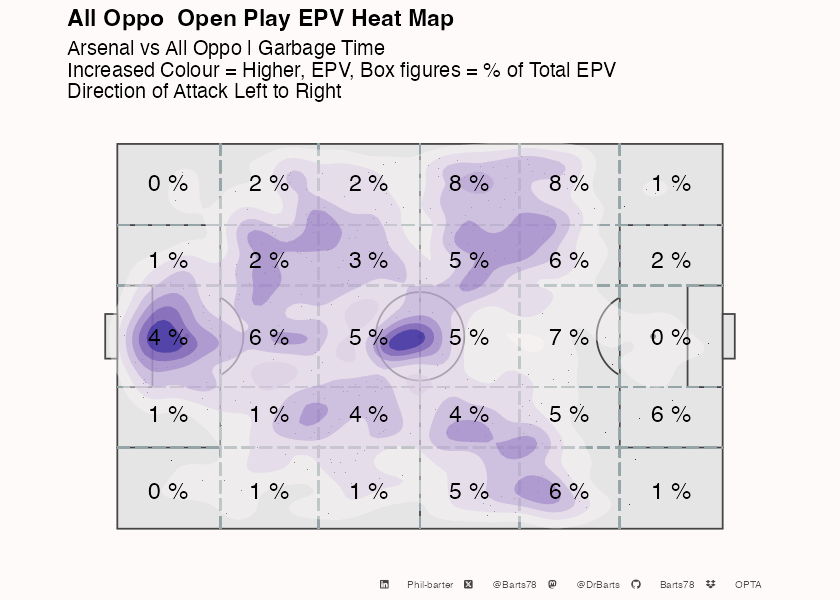 All Oppo  Open Play EPV Heat Map
Arsenal vs All Oppo | Garbage Time
Increased Colour = Higher, EPV, Box figures = % of Total EPV
Direction of Attack Left to Right
0 % 2 % 2 % 8 % 8 % 1 %
1 % 2 % 3 % 5 % 6 % 2 %
4 % 6 % 5 % 5 % 7 % 0 %
1 % 1 % 4 % 4 % 5 % 6 %
0 % 1 % 1 % 5 % 6 % 1 %
Phil-barter @Barts78 @DrBarts Barts78 OPTA